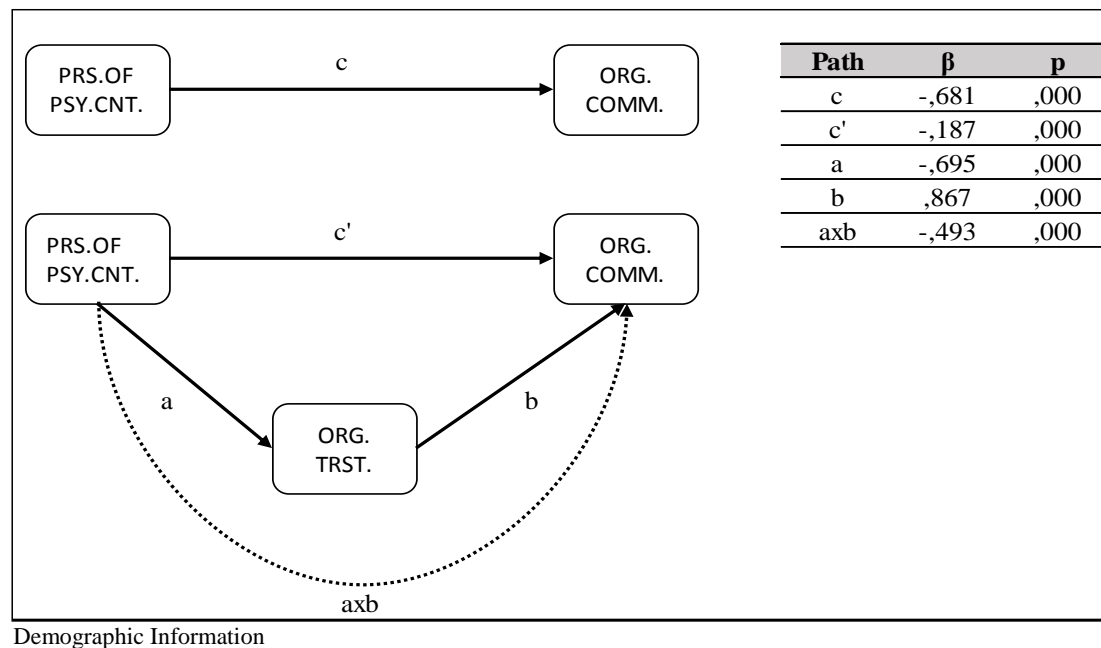 PRS.OF
PSY.CNT.
c
ORG.
COMM.
PRS.OF
PSY.CNT.
c'
ORG.
COMM.
a
b
ORG.
TRST.
axb
Path β p
c -,681 ,000
c' -,187 ,000
a -,695 ,000
b ,867 ,000
axb -,493 ,000
Demographic Information